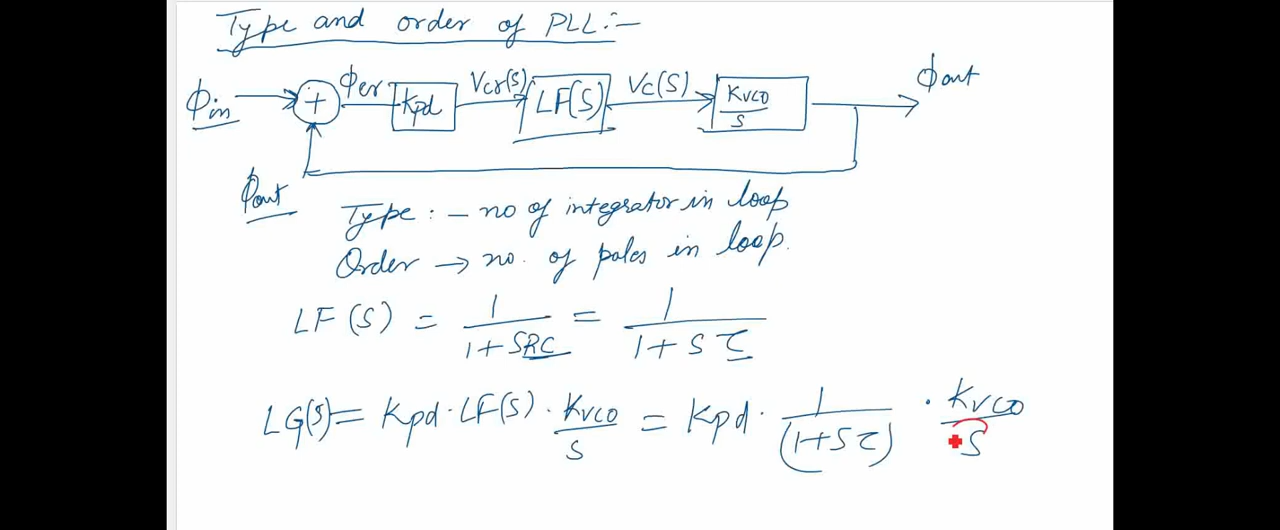 Type and order of PLL:-
ϕin + ϕer Kpd Vcr(s) LF(S) Vc(S) Kvco/s ϕout
ϕout
Type :- no of integrator in loop
Order → no. of poles in loop.
LF(S) = 1/(1+SRC) = 1/(1+Sτ)
LG(S) = Kpd · LF(S) · Kvco/s = Kpd · 1/(1+Sτ) · Kvco/S